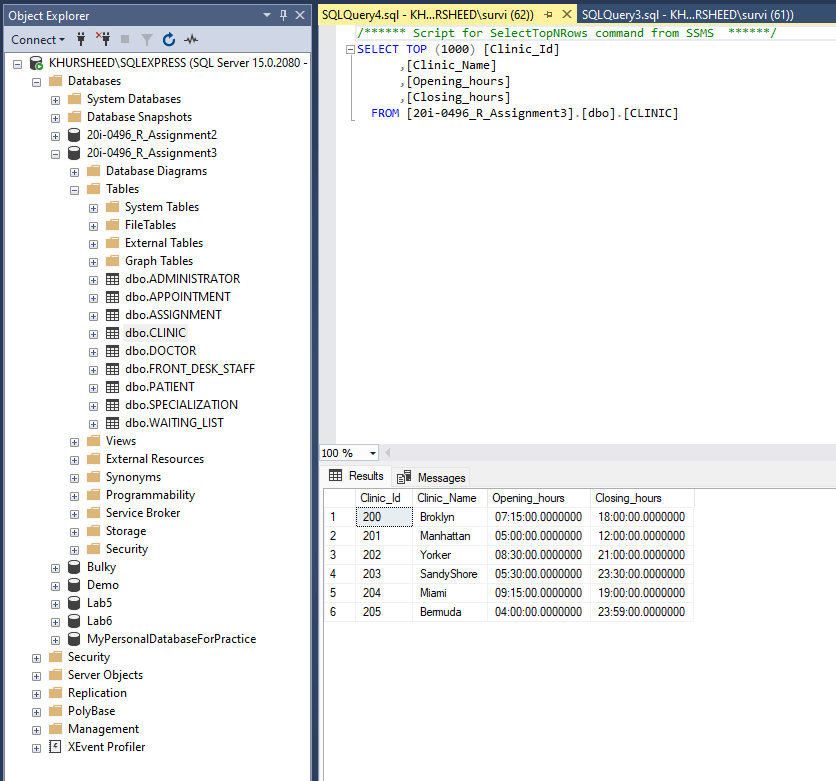 Object Explorer
Connect
KHURSHEED\SQLEXPRESS (SQL Server 15.0.2080 -
Databases
System Databases
Database Snapshots
20i-0496_R_Assignment2
20i-0496_R_Assignment3
Database Diagrams
Tables
System Tables
FileTables
External Tables
Graph Tables
dbo.ADMINISTRATOR
dbo.APPOINTMENT
dbo.ASSIGNMENT
dbo.CLINIC
dbo.DOCTOR
dbo.FRONT_DESK_STAFF
dbo.PATIENT
dbo.SPECIALIZATION
dbo.WAITING_LIST
Views
External Resources
Synonyms
Programmability
Service Broker
Storage
Security
Bulky
Demo
Lab5
Lab6
MyPersonalDatabaseForPractice
Security
Server Objects
Replication
PolyBase
Management
XEvent Profiler
SQLQuery4.sql - KH...RSHEED\survi (62)) SQLQuery3.sql - KH...RSHEED\survi (61))
/****** Script for SelectTopNRows command from SSMS  ******/
SELECT TOP (1000) [Clinic_Id]
,[Clinic_Name]
,[Opening_hours]
,[Closing_hours]
FROM [20i-0496_R_Assignment3].[dbo].[CLINIC]
100 %
Results Messages
Clinic_Id Clinic_Name Opening_hours Closing_hours
1 200 Broklyn 07:15:00.0000000 18:00:00.0000000
2 201 Manhattan 05:00:00.0000000 12:00:00.0000000
3 202 Yorker 08:30:00.0000000 21:00:00.0000000
4 203 SandyShore 05:30:00.0000000 23:30:00.0000000
5 204 Miami 09:15:00.0000000 19:00:00.0000000
6 205 Bermuda 04:00:00.0000000 23:59:00.0000000